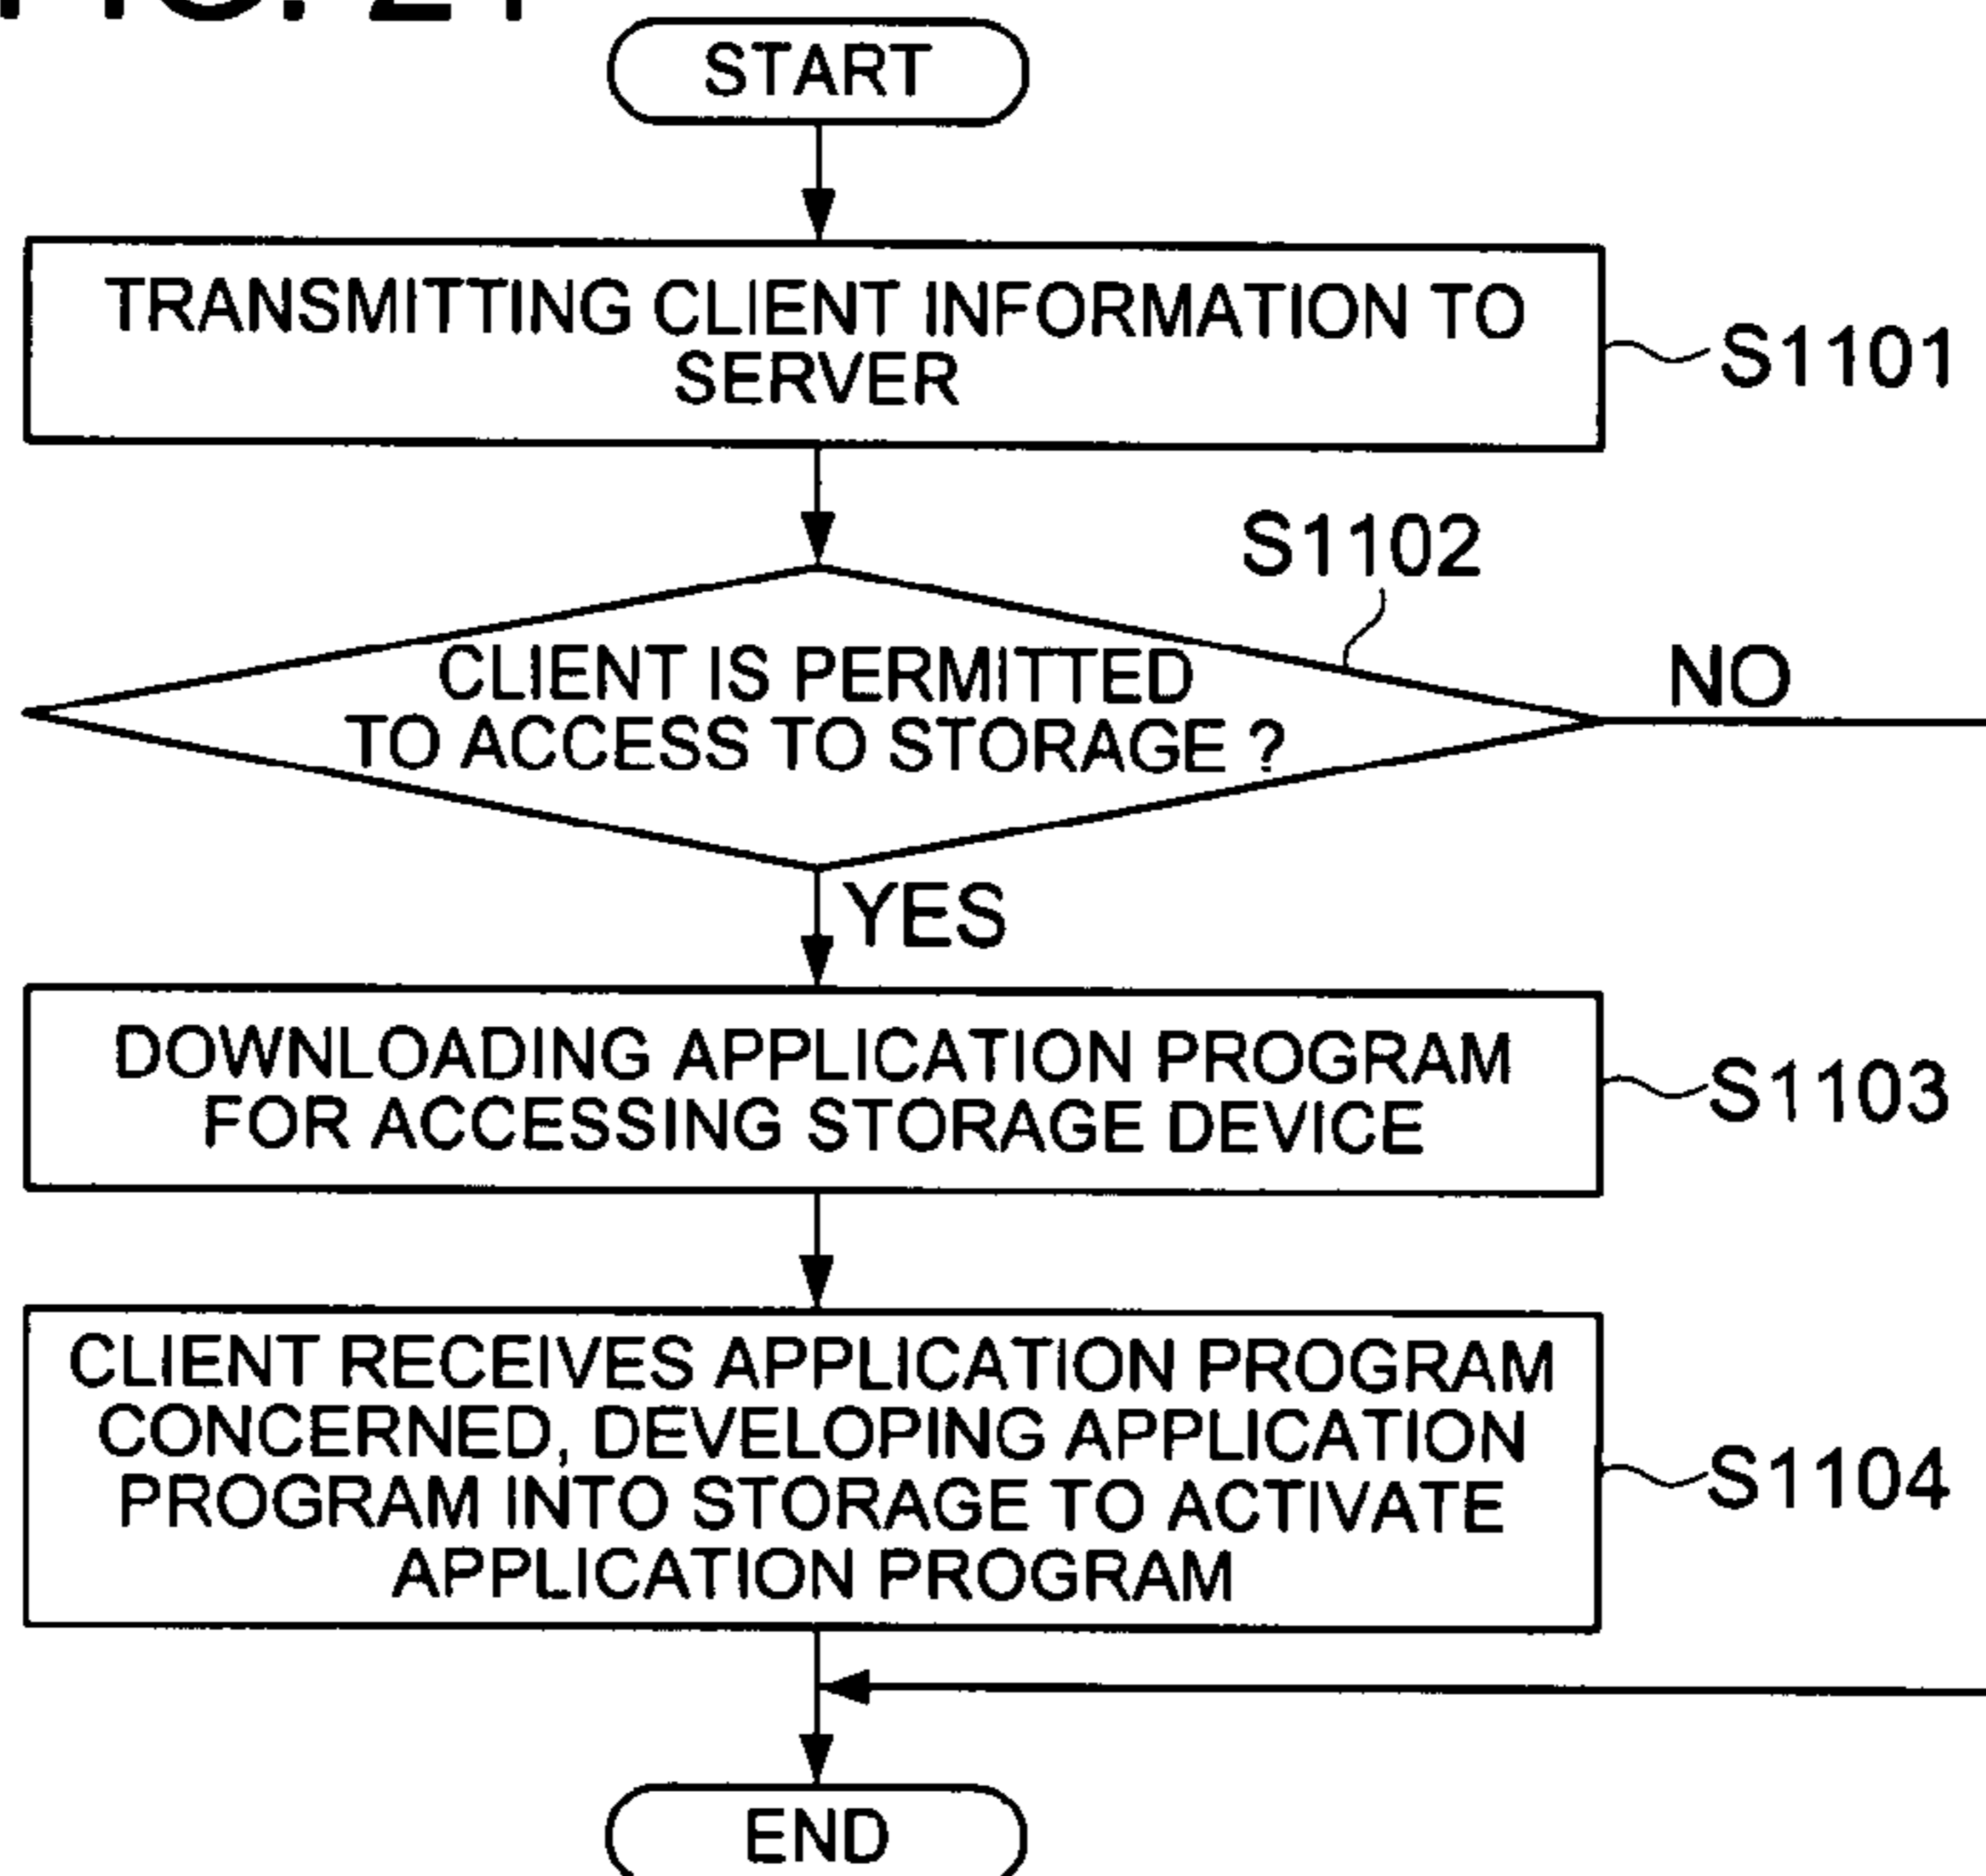 START
TRANSMITTING CLIENT INFORMATION TO
SERVER
S1101
S1102
CLIENT IS PERMITTED
TO ACCESS TO STORAGE ?
NO
YES
DOWNLOADING APPLICATION PROGRAM
FOR ACCESSING STORAGE DEVICE
S1103
CLIENT RECEIVES APPLICATION PROGRAM
CONCERNED, DEVELOPING APPLICATION
PROGRAM INTO STORAGE TO ACTIVATE
APPLICATION PROGRAM
S1104
END